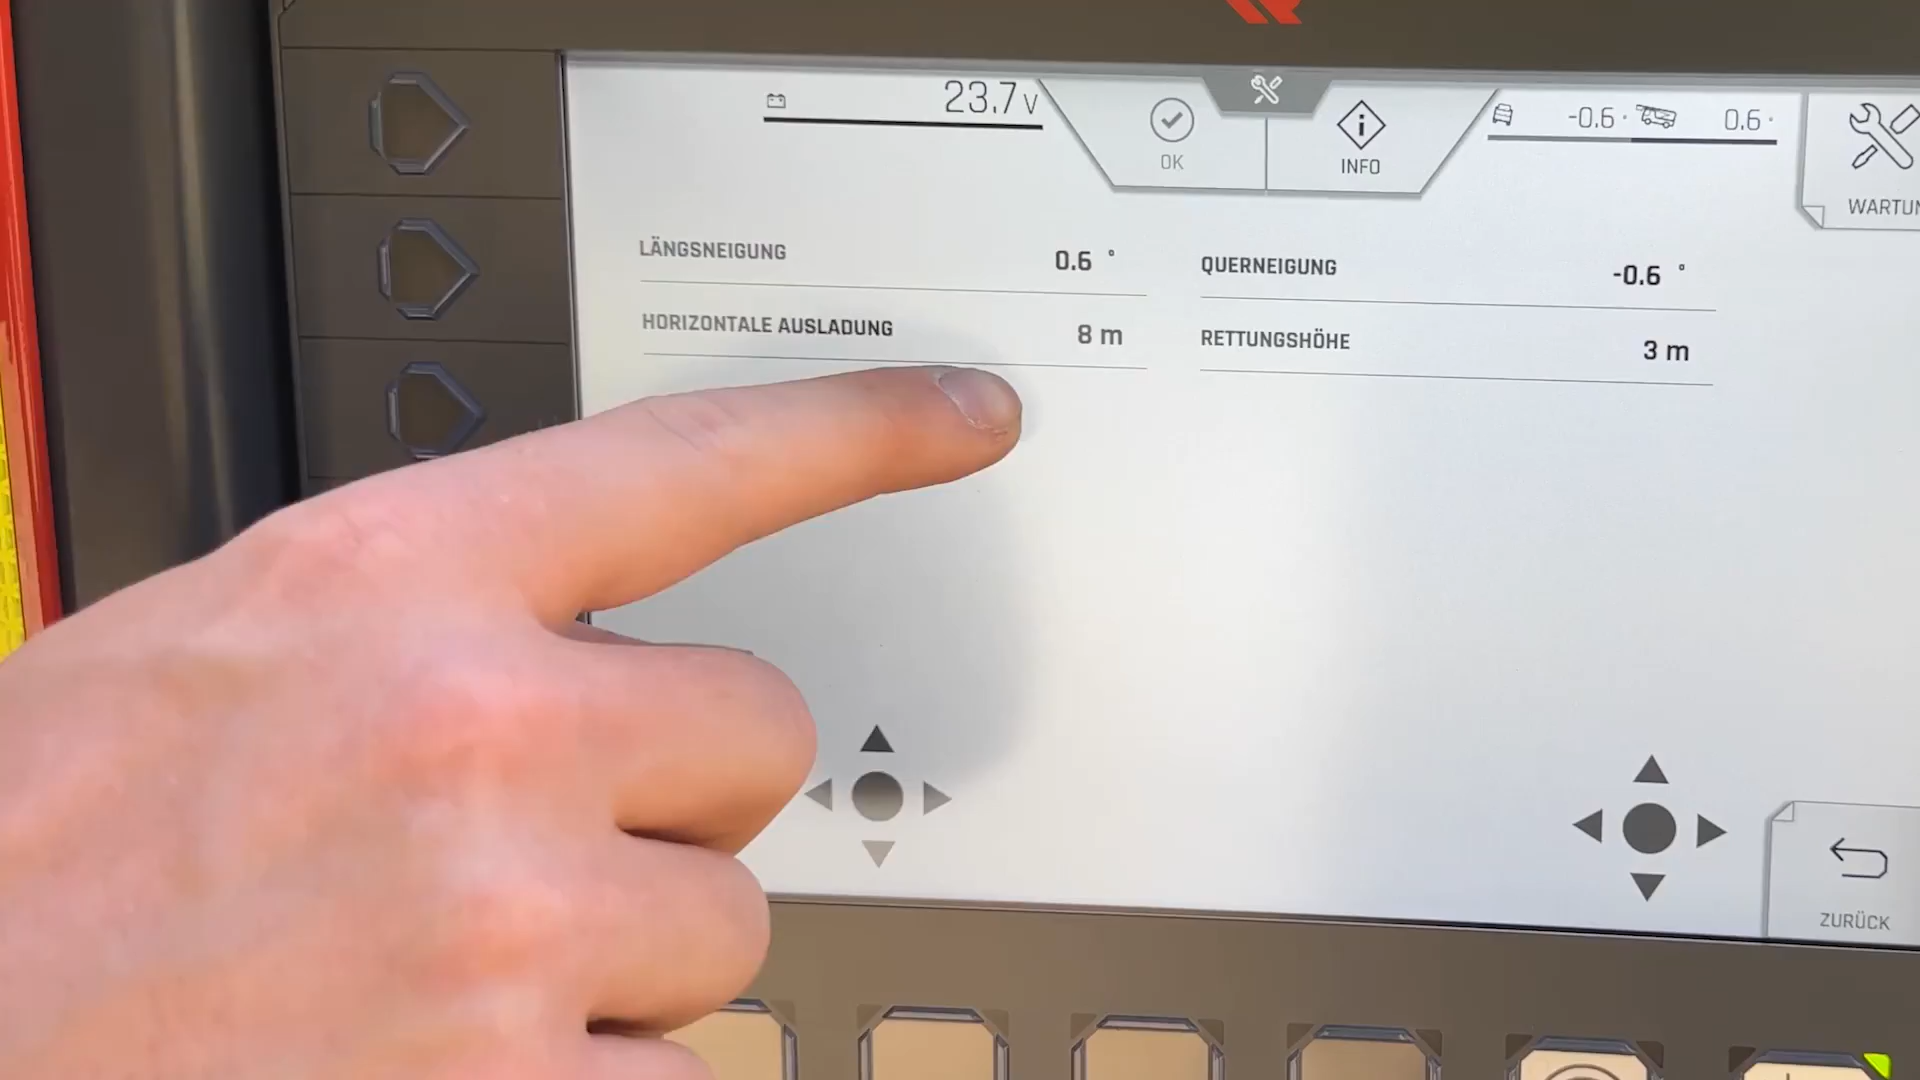 23.7 V
OK
INFO
-0.6 °
0.6 °
LÄNGSNEIGUNG 0.6 °
QUERNEIGUNG -0.6 °
HORIZONTALE AUSLADUNG 8 m
RETTUNGSHÖHE 3 m
ZURÜCK